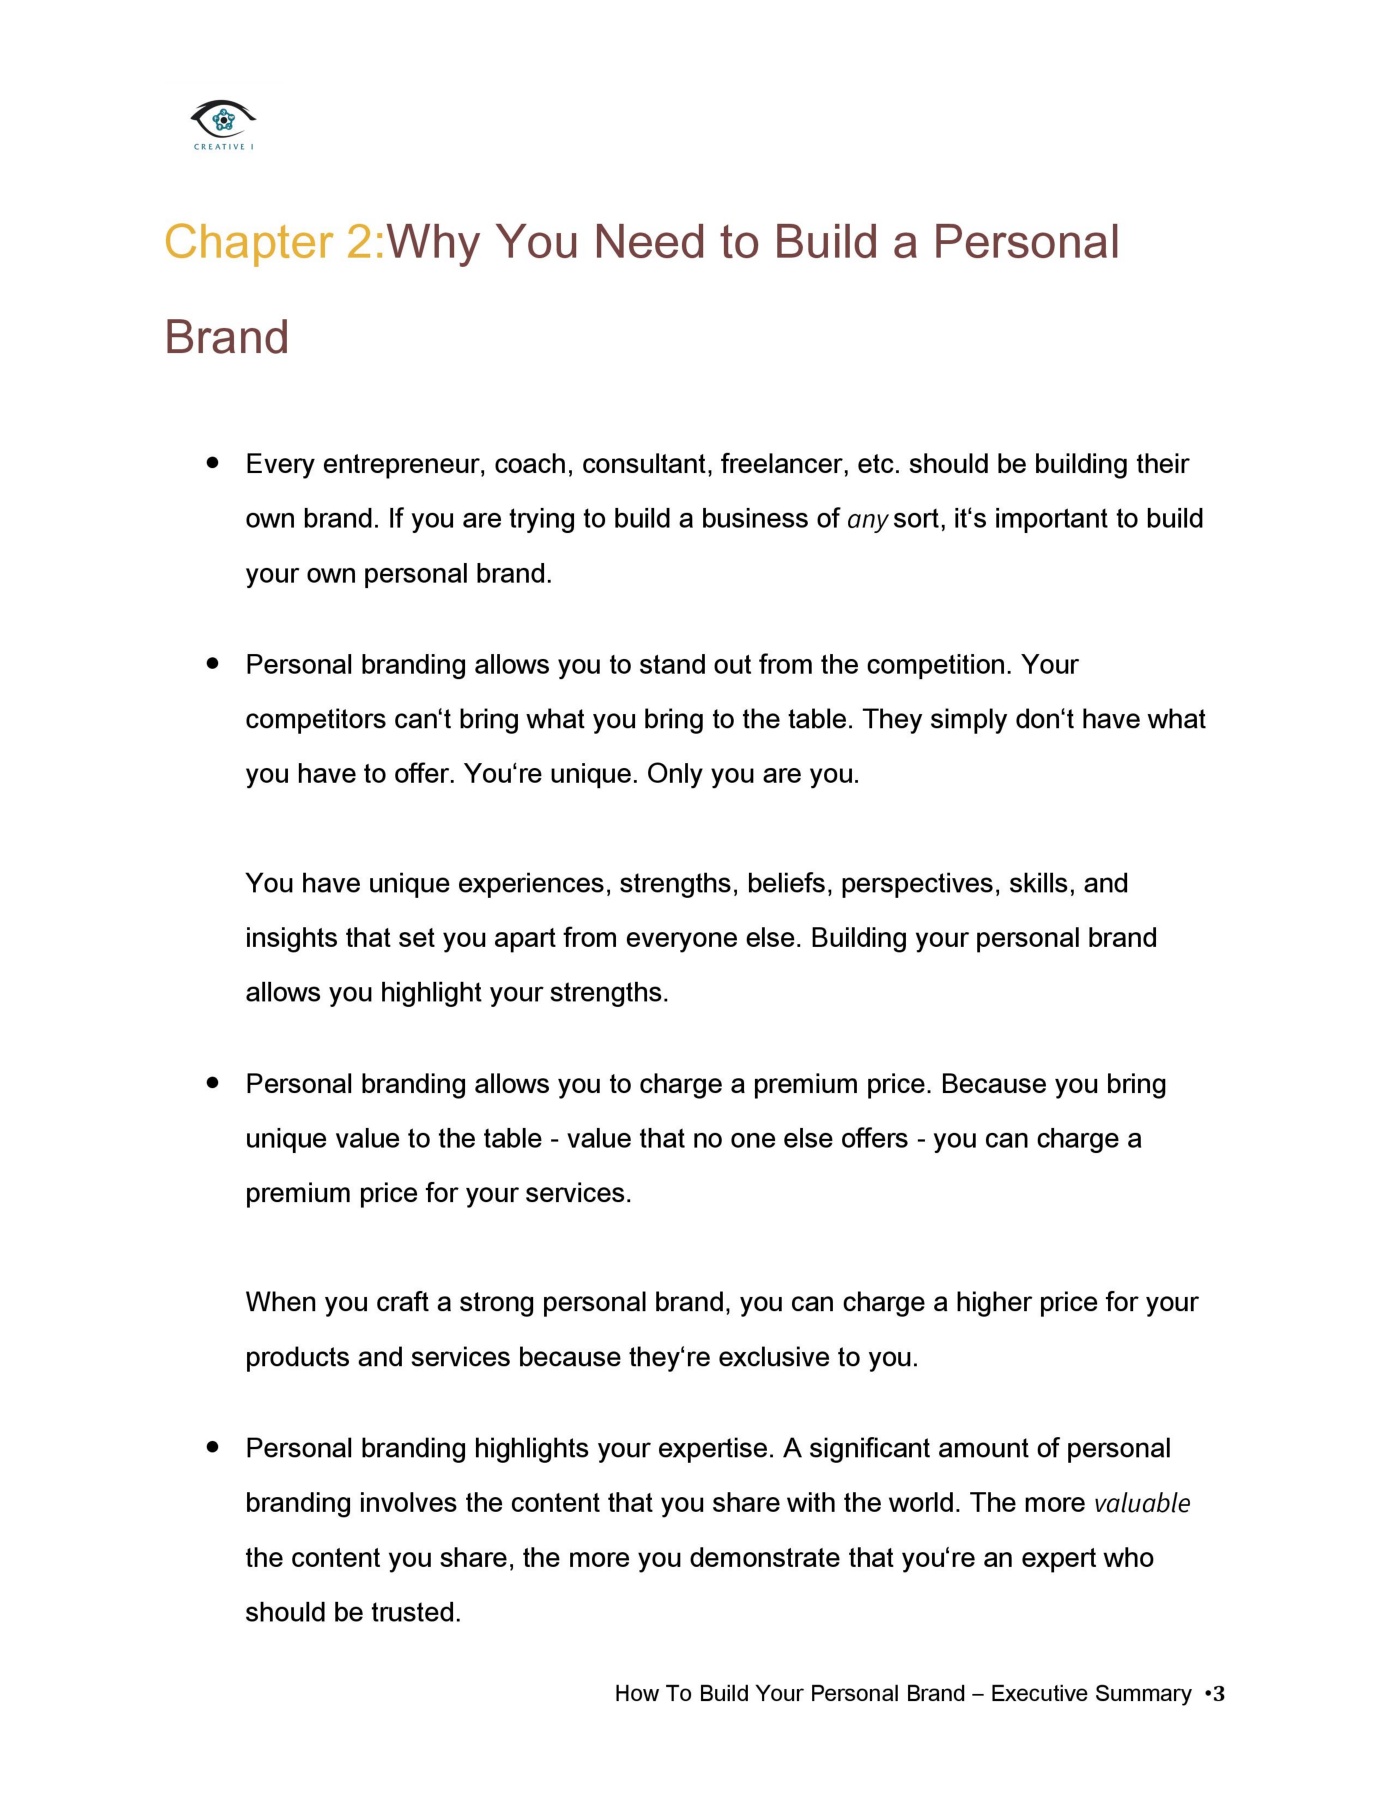 CREATIVE I
Chapter 2:Why You Need to Build a Personal
Brand
• Every entrepreneur, coach, consultant, freelancer, etc. should be building their
own brand. If you are trying to build a business of any sort, it‘s important to build
your own personal brand.
• Personal branding allows you to stand out from the competition. Your
competitors can‘t bring what you bring to the table. They simply don‘t have what
you have to offer. You‘re unique. Only you are you.
You have unique experiences, strengths, beliefs, perspectives, skills, and
insights that set you apart from everyone else. Building your personal brand
allows you highlight your strengths.
• Personal branding allows you to charge a premium price. Because you bring
unique value to the table - value that no one else offers - you can charge a
premium price for your services.
When you craft a strong personal brand, you can charge a higher price for your
products and services because they‘re exclusive to you.
• Personal branding highlights your expertise. A significant amount of personal
branding involves the content that you share with the world. The more valuable
the content you share, the more you demonstrate that you‘re an expert who
should be trusted.
How To Build Your Personal Brand – Executive Summary •3